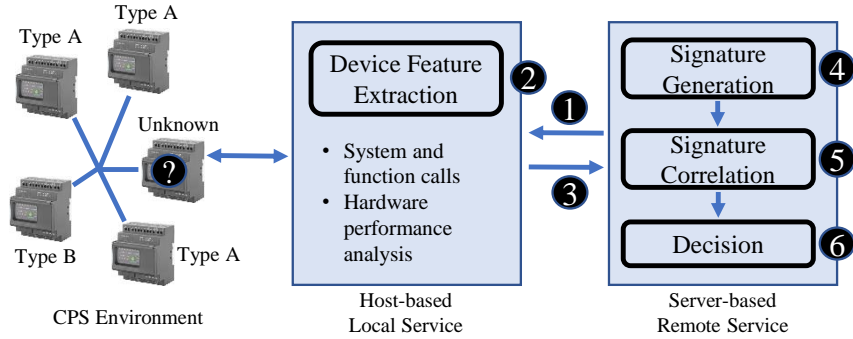 Type A
Type A
Unknown
?
Type B
Type A
CPS Environment
Device Feature
Extraction
2
• System and
function calls
• Hardware
performance
analysis
Host-based
Local Service
1
3
Signature
Generation
4
Signature
Correlation
5
Decision
6
Server-based
Remote Service